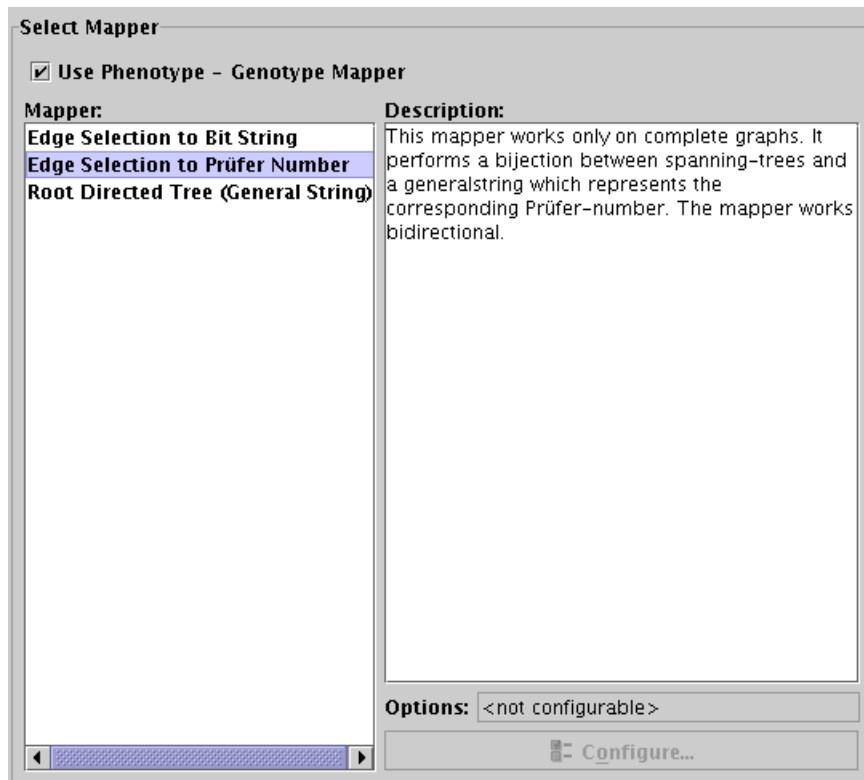 Select Mapper
Use Phenotype – Genotype Mapper
Mapper:
Edge Selection to Bit String
Edge Selection to Prüfer Number
Root Directed Tree (General String)
Description:
This mapper works only on complete graphs. It
performs a bijection between spanning–trees and
a generalstring which represents the
corresponding Prüfer–number. The mapper works
bidirectional.
Options: <not configurable>
Configure...